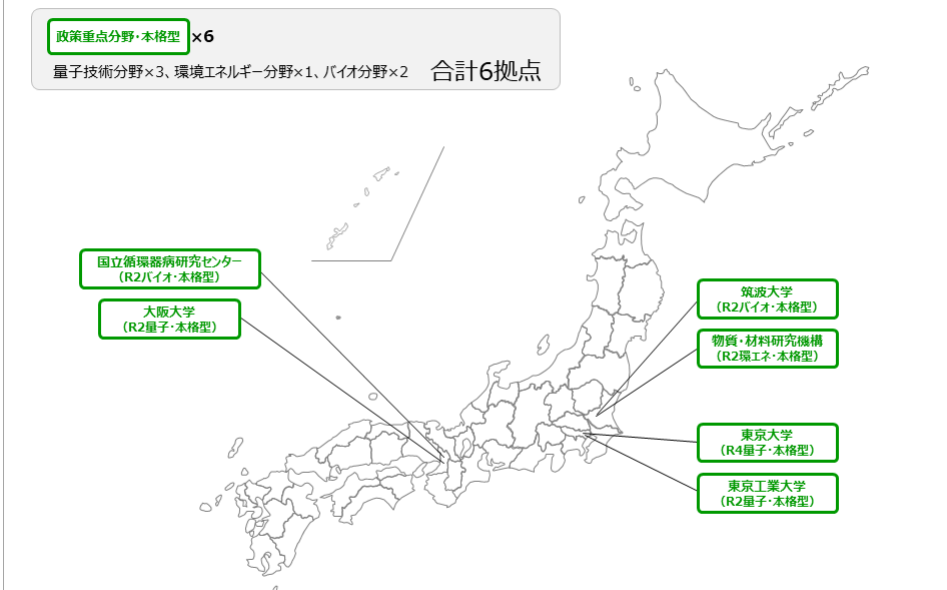 政策重点分野・本格型 ×6
量子技術分野×3、環境エネルギー分野×1、バイオ分野×2 合計6拠点
国立循環器病研究センター
（R2バイオ・本格型）
大阪大学
（R2量子・本格型）
筑波大学
（R2バイオ・本格型）
物質・材料研究機構
（R2環エネ・本格型）
東京大学
（R4量子・本格型）
東京工業大学
（R2量子・本格型）